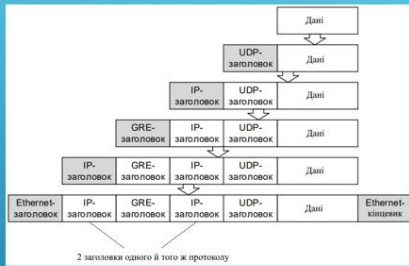 Дані
UDP-
заголовок
Дані
IP-
заголовок
UDP-
заголовок
Дані
GRE-
заголовок
IP-
заголовок
UDP-
заголовок
Дані
IP-
заголовок
GRE-
заголовок
IP-
заголовок
UDP-
заголовок
Дані
Ethernet-
заголовок
IP-
заголовок
GRE-
заголовок
IP-
заголовок
UDP-
заголовок
Дані
Ethernet-
кінцевик
2 заголовки одного й того ж протоколу